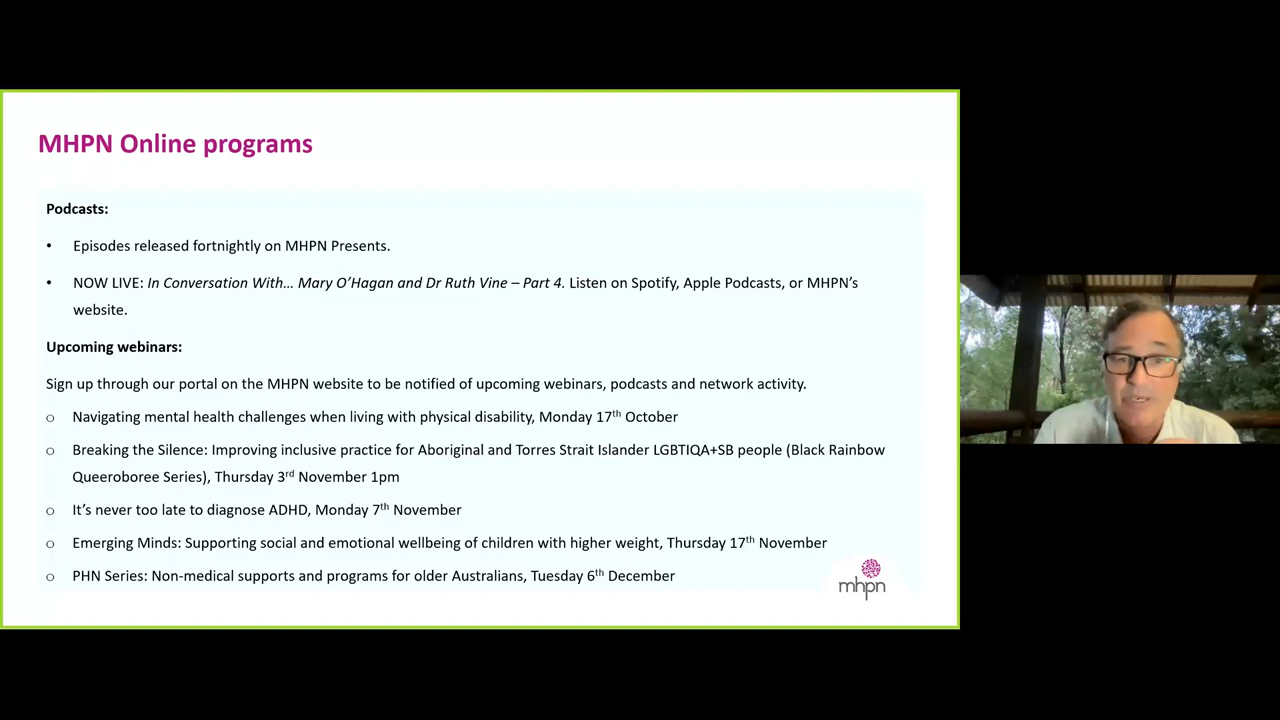 MHPN Online programs
Podcasts:
• Episodes released fortnightly on MHPN Presents.
• NOW LIVE: In Conversation With... Mary O’Hagan and Dr Ruth Vine – Part 4. Listen on Spotify, Apple Podcasts, or MHPN’s
website.
Upcoming webinars:
Sign up through our portal on the MHPN website to be notified of upcoming webinars, podcasts and network activity.
o Navigating mental health challenges when living with physical disability, Monday 17th October
o Breaking the Silence: Improving inclusive practice for Aboriginal and Torres Strait Islander LGBTIQA+SB people (Black Rainbow
Queeroboree Series), Thursday 3rd November 1pm
o It’s never too late to diagnose ADHD, Monday 7th November
o Emerging Minds: Supporting social and emotional wellbeing of children with higher weight, Thursday 17th November
o PHN Series: Non-medical supports and programs for older Australians, Tuesday 6th December
mhpn